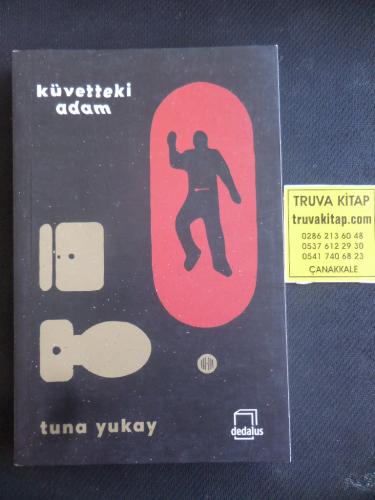 küvetteki
adam
TRUVA KİTAP
truvakitap.com
0286 213 60 48
0537 612 29 30
0541 740 68 23
ÇANAKKALE
tuna yukay
dedalus